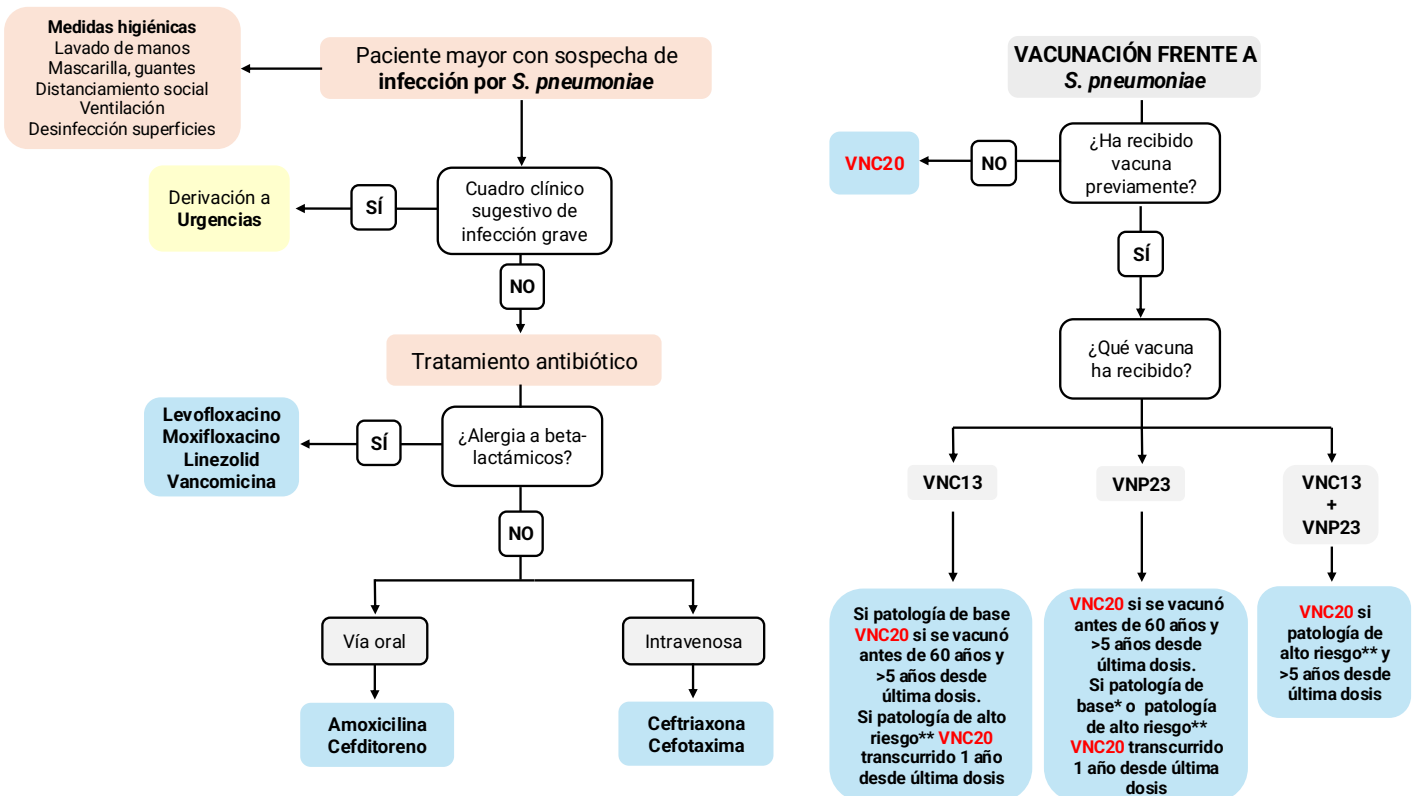 Medidas higiénicas
Lavado de manos
Mascarilla, guantes
Distanciamiento social
Ventilación
Desinfección superficies
Paciente mayor con sospecha de
infección por S. pneumoniae
Derivación a
Urgencias
SÍ
Cuadro clínico
sugestivo de
infección grave
NO
Tratamiento antibiótico
Levofloxacino
Moxifloxacino
Linezolid
Vancomicina
SÍ
¿Alergia a beta-
lactámicos?
NO
Vía oral
Intravenosa
Amoxicilina
Cefditoreno
Ceftriaxona
Cefotaxima
VACUNACIÓN FRENTE A
S. pneumoniae
VNC20
NO
¿Ha recibido
vacuna
previamente?
SÍ
¿Qué vacuna
ha recibido?
VNC13
VNP23
VNC13
+
VNP23
Si patología de base
VNC20 si se vacunó
antes de 60 años y
>5 años desde
última dosis.
Si patología de alto
riesgo** VNC20
transcurrido 1 año
desde última dosis
VNC20 si se vacunó
antes de 60 años y
>5 años desde
última dosis.
Si patología de
base* o patología
de alto riesgo**
VNC20 transcurrido
1 año desde última
dosis
VNC20 si
patología de
alto riesgo** y
>5 años desde
última dosis